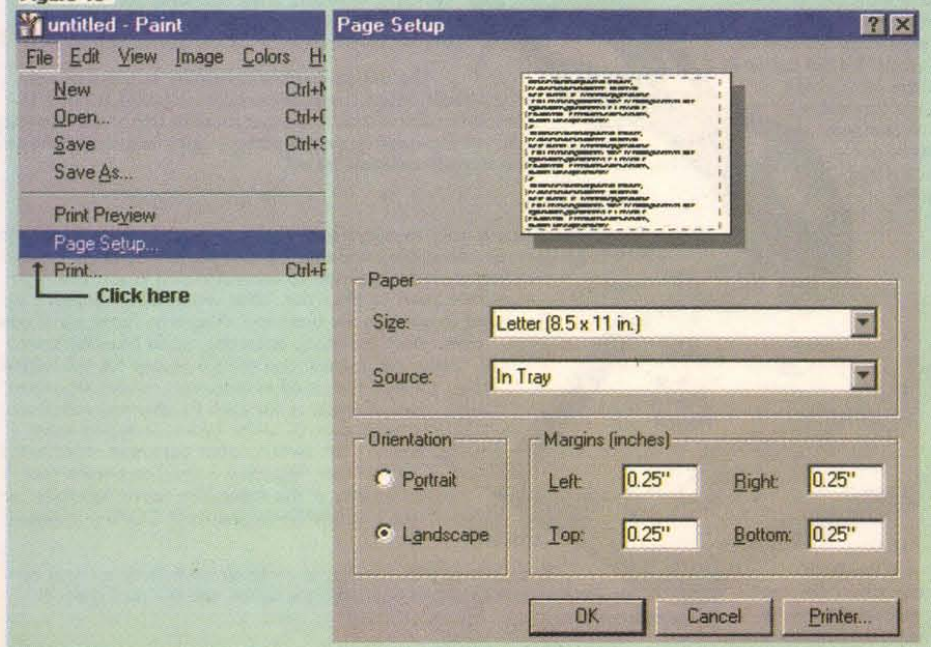 untitled - Paint
File Edit View Image Colors
New Ctrl+
Open... Ctrl+
Save Ctrl+
Save As...
Print Preview
Page Setup...
Print... Ctrl+
Click here
Page Setup
Paper
Size: Letter (8.5 x 11 in.)
Source: In Tray
Orientation
Portrait
Landscape
Margins (inches)
Left: 0.25" Right: 0.25"
Top: 0.25" Bottom: 0.25"
OK Cancel Printer...